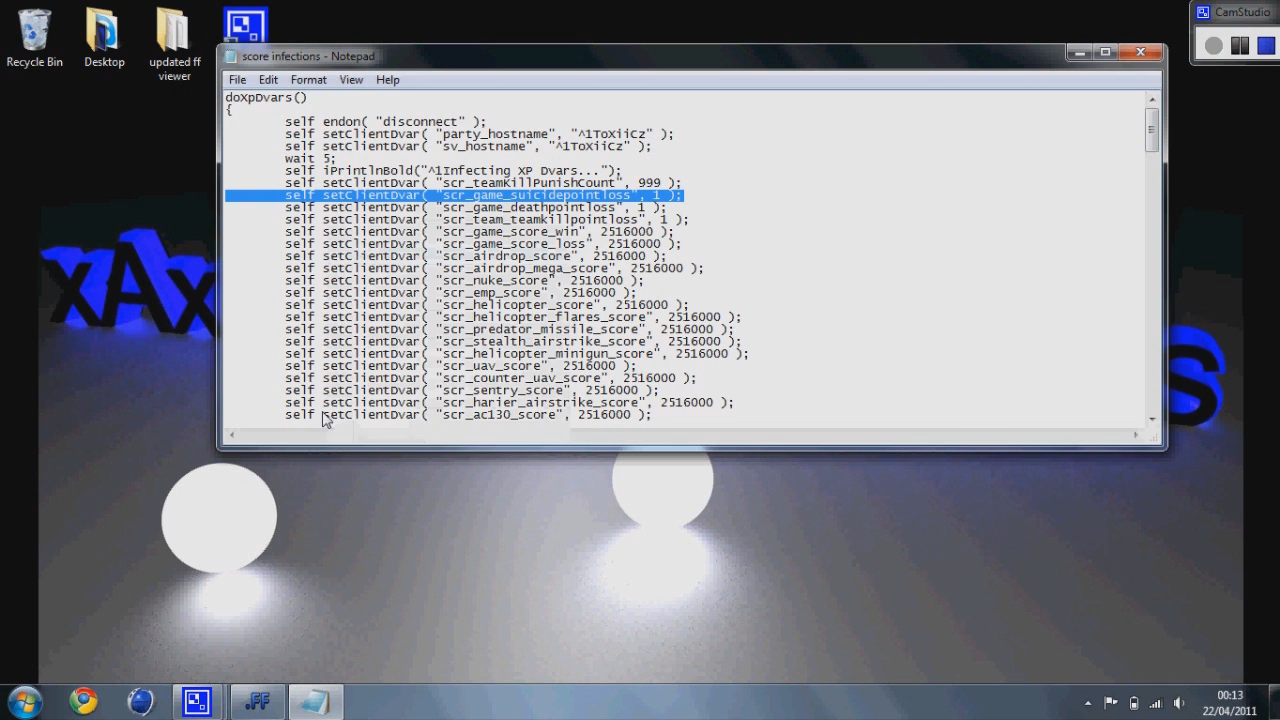 CamStudio
Recycle Bin
Desktop
updated ff
viewer
score infections - Notepad
File Edit Format View Help
doXpDvars()
{
self endon( "disconnect" );
self setClientDvar( "party_hostname", "^1ToXiiCz" );
self setClientDvar( "sv_hostname", "^1ToXiiCz" );
wait 5;
self iPrintlnBold("^1Infecting XP Dvars...");
self setClientDvar( "scr_teamKillPunishCount", 999 );
self setClientDvar( "scr_game_suicidepointloss", 1 );
self setClientDvar( "scr_game_deathpointloss", 1 );
self setClientDvar( "scr_team_teamkillpointloss", 1 );
self setClientDvar( "scr_game_score_win", 2516000 );
self setClientDvar( "scr_game_score_loss", 2516000 );
self setClientDvar( "scr_airdrop_score", 2516000 );
self setClientDvar( "scr_airdrop_mega_score", 2516000 );
self setClientDvar( "scr_nuke_score", 2516000 );
self setClientDvar( "scr_emp_score", 2516000 );
self setClientDvar( "scr_helicopter_score", 2516000 );
self setClientDvar( "scr_helicopter_flares_score", 2516000 );
self setClientDvar( "scr_predator_missile_score", 2516000 );
self setClientDvar( "scr_stealth_airstrike_score", 2516000 );
self setClientDvar( "scr_helicopter_minigun_score", 2516000 );
self setClientDvar( "scr_uav_score", 2516000 );
self setClientDvar( "scr_counter_uav_score", 2516000 );
self setClientDvar( "scr_sentry_score", 2516000 );
self setClientDvar( "scr_harier_airstrike_score", 2516000 );
self setClientDvar( "scr_ac130_score", 2516000 );
.FF
00:13
22/04/2011